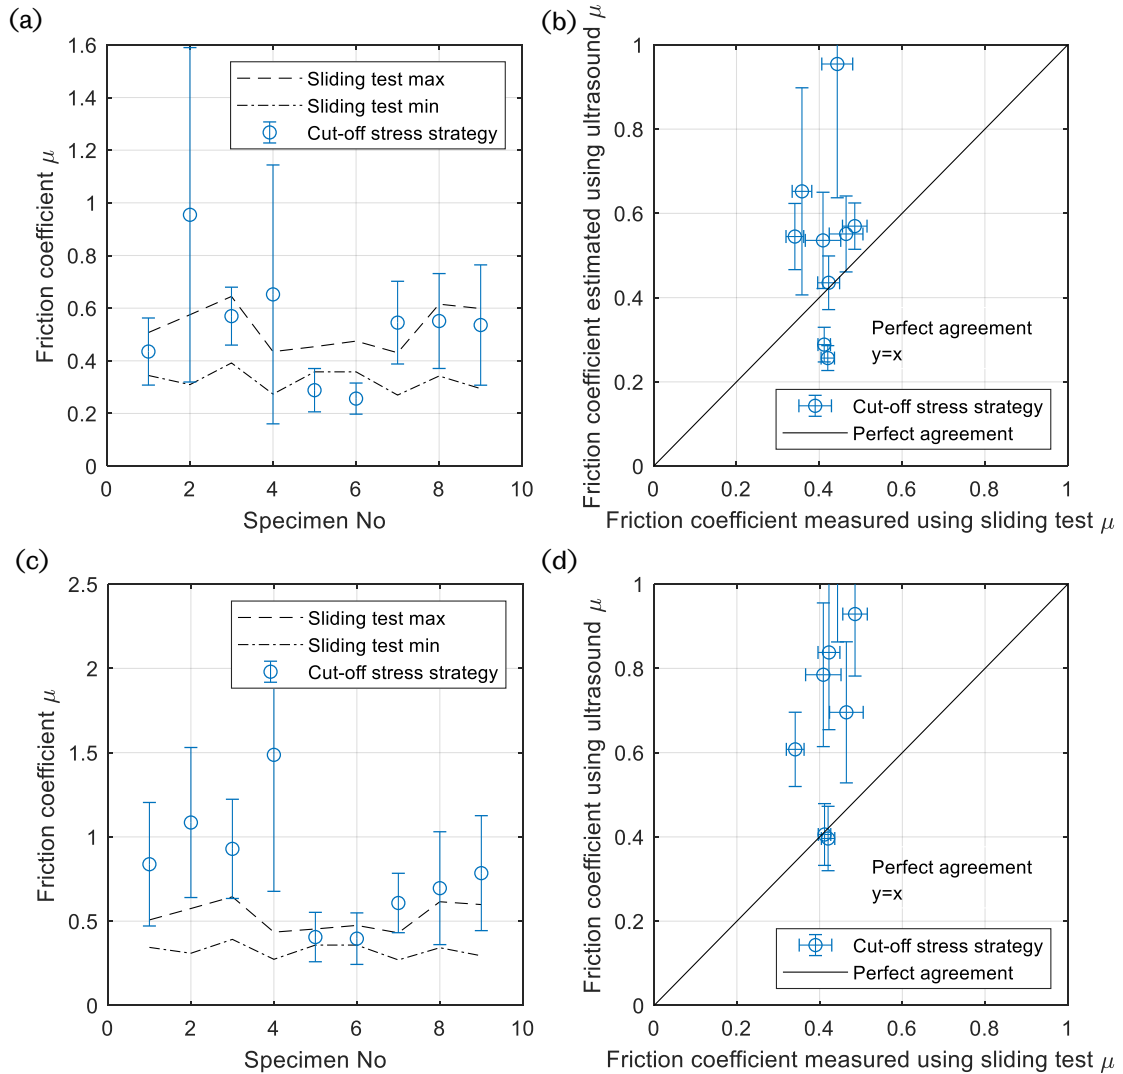 (a)
1.6
1.4
1.2
1
0.8
0.6
0.4
0.2
0
Friction coefficient μ
Sliding test max
Sliding test min
Cut-off stress strategy
0 2 4 6 8 10
Specimen No
(b)
1
0.8
0.6
0.4
0.2
0
Friction coefficient estimated using ultrasound μ
Perfect agreement
y=x
Cut-off stress strategy
Perfect agreement
0 0.2 0.4 0.6 0.8 1
Friction coefficient measured using sliding test μ
(c)
2.5
2
1.5
1
0.5
0
Friction coefficient μ
Sliding test max
Sliding test min
Cut-off stress strategy
0 2 4 6 8 10
Specimen No
(d)
1
0.8
0.6
0.4
0.2
0
Friction coefficient using ultrasound μ
Perfect agreement
y=x
Cut-off stress strategy
Perfect agreement
0 0.2 0.4 0.6 0.8 1
Friction coefficient measured using sliding test μ